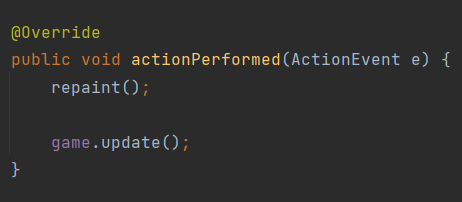 @Override
public void actionPerformed(ActionEvent e) {
    repaint();

    game.update();
}